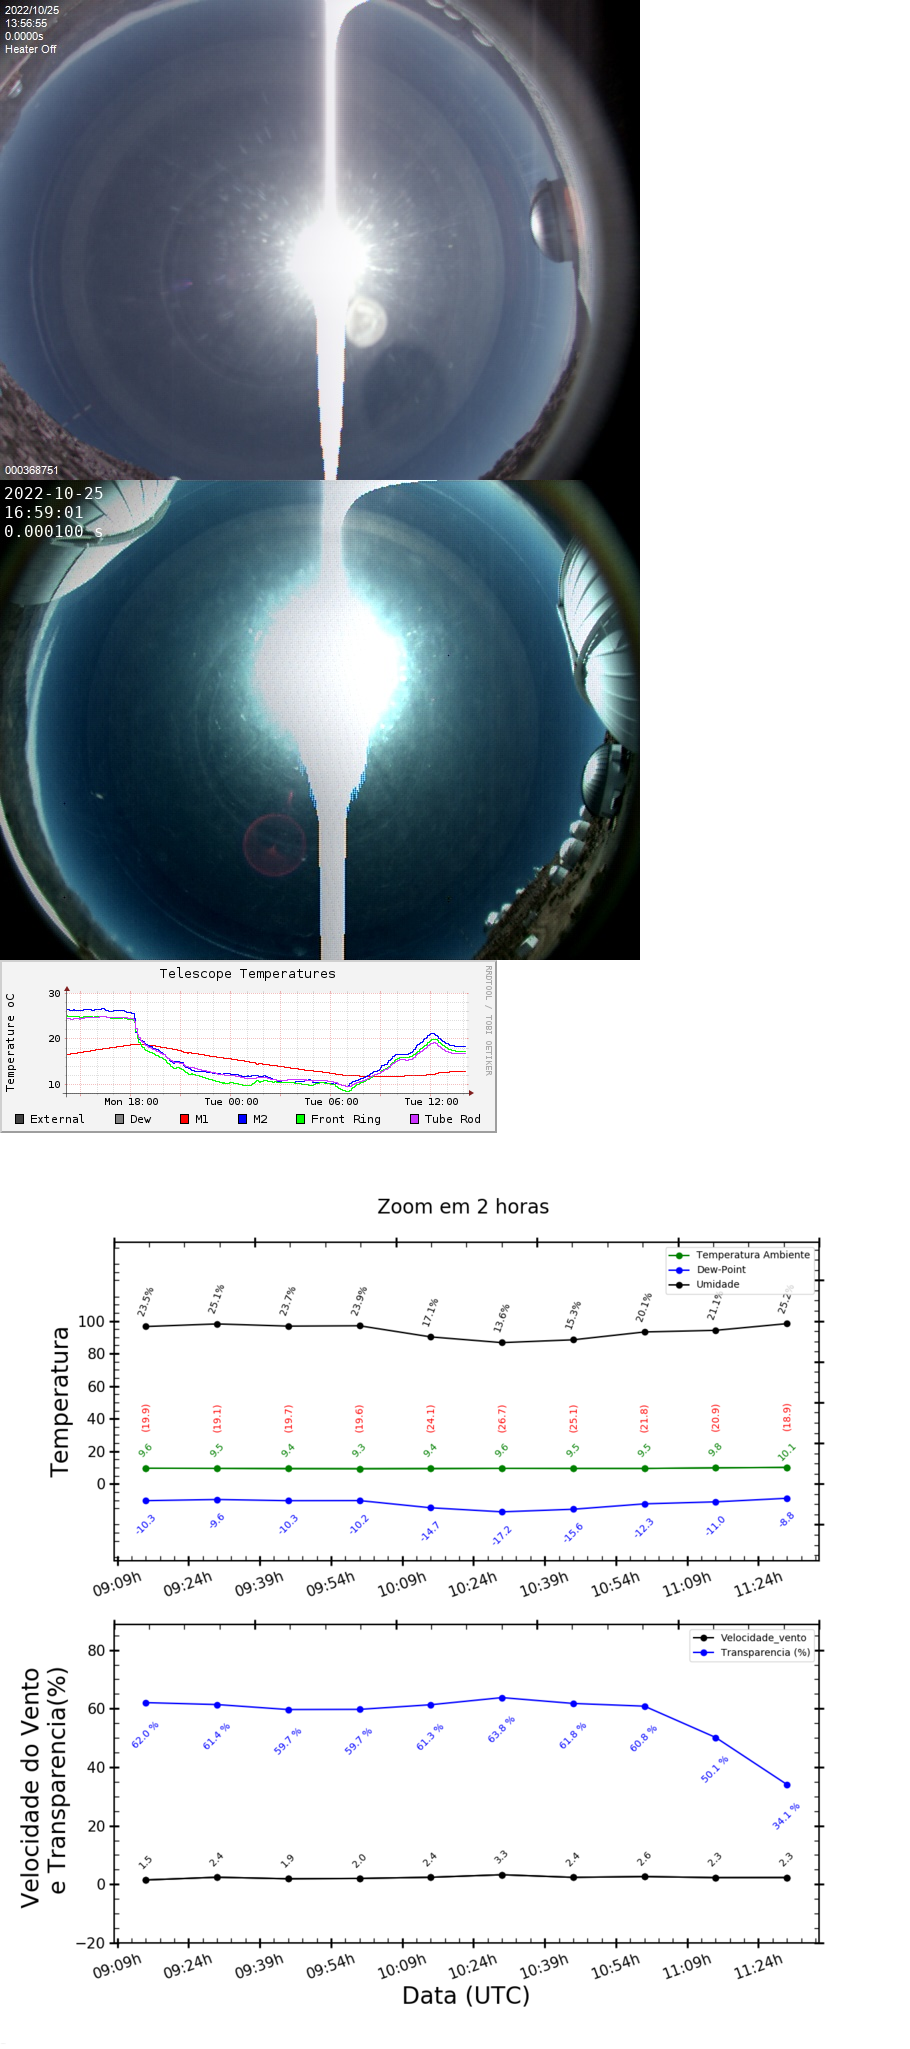 2022/10/25
13:56:55
0.0000s
Heater Off
000368751
2022-10-25
16:59:01
0.000100 s
Telescope Temperatures
RRDTOOL / TOBI OETIKER
Temperature oC
30
20
10
Mon 18:00 Tue 00:00 Tue 06:00 Tue 12:00
External Dew M1 M2 Front Ring Tube Rod
Zoom em 2 horas
Temperatura Ambiente
Dew-Point
Umidade
Temperatura
100
80
60
40
20
0
23.5% 25.1% 23.7% 23.9% 17.1% 13.6% 15.3% 20.1% 21.1% 25.2%
(19.9) (19.1) (19.7) (19.6) (24.1) (26.7) (25.1) (21.8) (20.9) (18.9)
9.6 9.5 9.4 9.3 9.4 9.6 9.5 9.5 9.8 10.1
-10.3 -9.6 -10.3 -10.2 -14.7 -17.2 -15.6 -12.3 -11.0 -8.8
09:09h 09:24h 09:39h 09:54h 10:09h 10:24h 10:39h 10:54h 11:09h 11:24h
Velocidade_vento
Transparencia (%)
Velocidade do Vento
e Transparencia(%)
80
60
40
20
0
−20
62.0 % 61.4 % 59.7 % 59.7 % 61.3 % 63.8 % 61.8 % 60.8 % 50.1 % 34.1 %
1.5 2.4 1.9 2.0 2.4 3.3 2.4 2.6 2.3 2.3
09:09h 09:24h 09:39h 09:54h 10:09h 10:24h 10:39h 10:54h 11:09h 11:24h
Data (UTC)